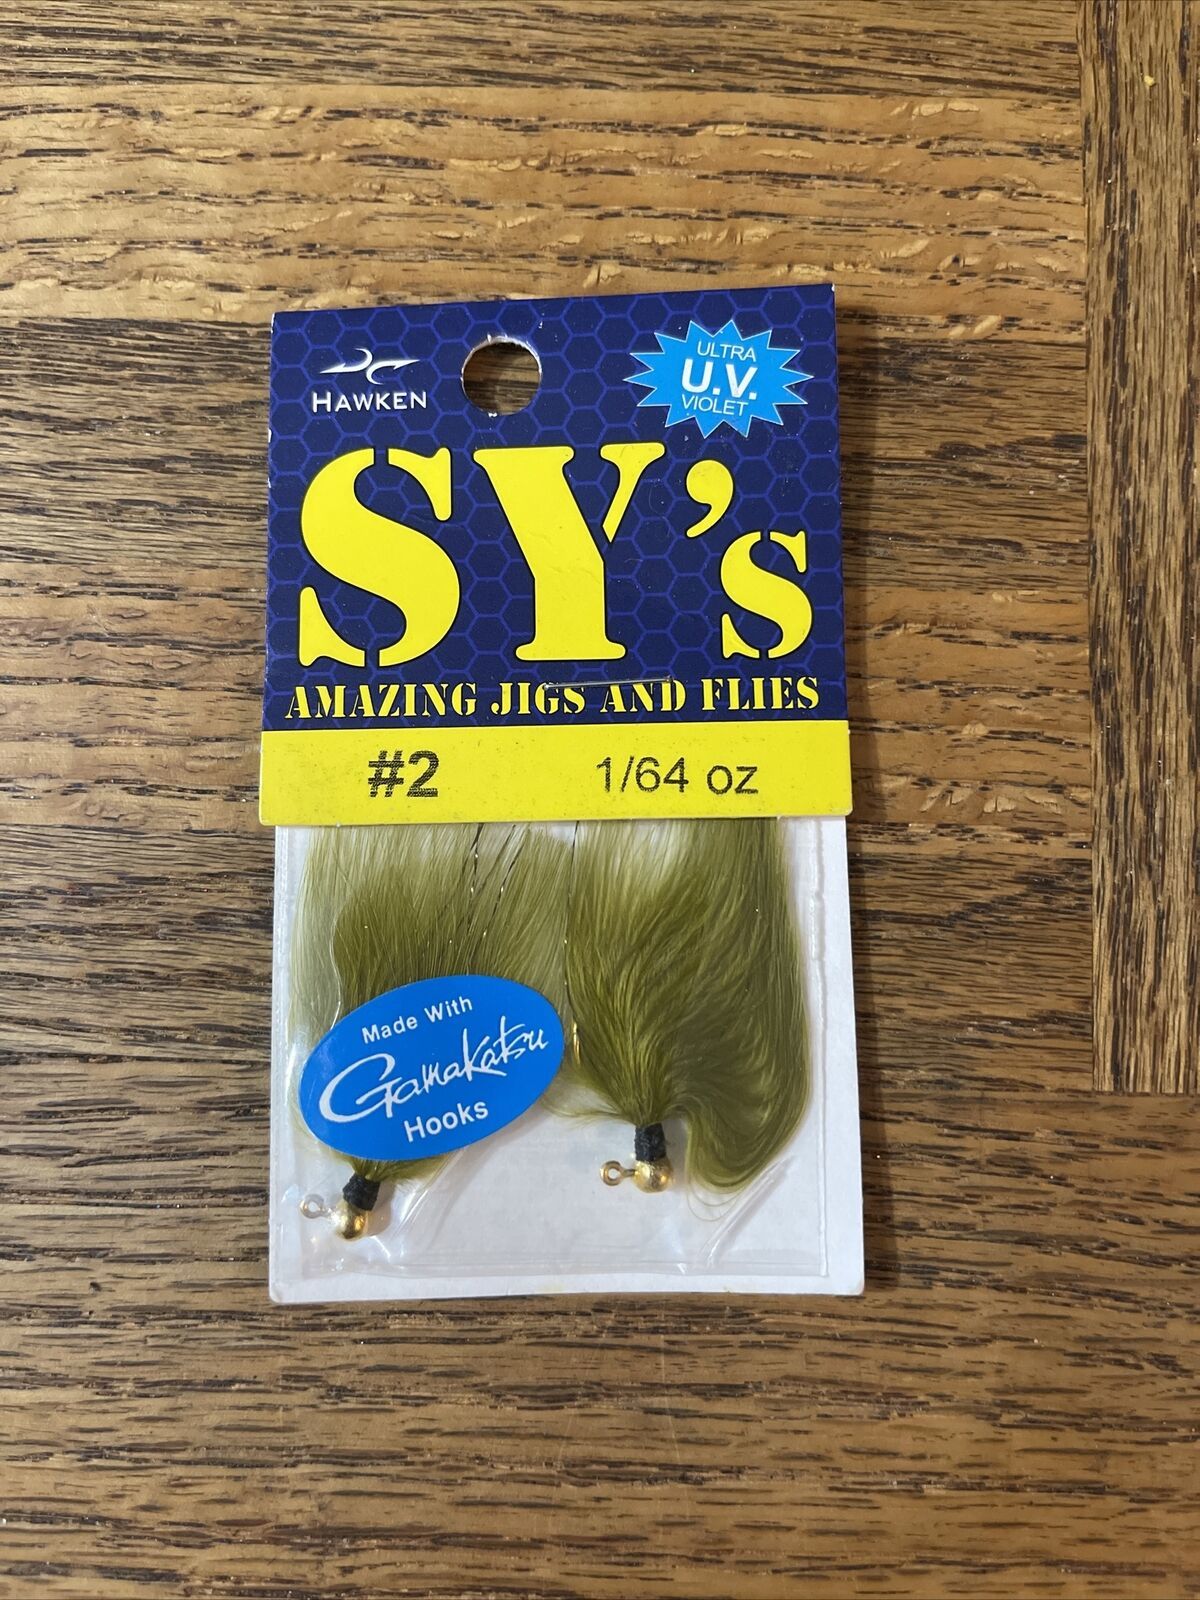 HAWKEN
ULTRA
U.V.
VIOLET
SY's
AMAZING JIGS AND FLIES
#2 1/64 oz
Made With
Gamakatsu
Hooks